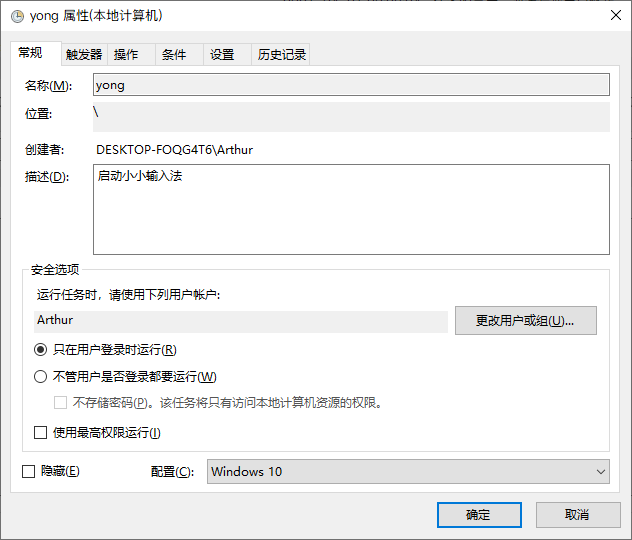 yong 属性(本地计算机)
常规 触发器 操作 条件 设置 历史记录
名称(M): yong
位置: \
创建者: DESKTOP-FOQG4T6\Arthur
描述(D): 启动小小输入法
安全选项
运行任务时，请使用下列用户帐户:
Arthur 更改用户或组(U)...
只在用户登录时运行(R)
不管用户是否登录都要运行(W)
不存储密码(P)。该任务将只有访问本地计算机资源的权限。
使用最高权限运行(I)
隐藏(E) 配置(C): Windows 10
确定 取消